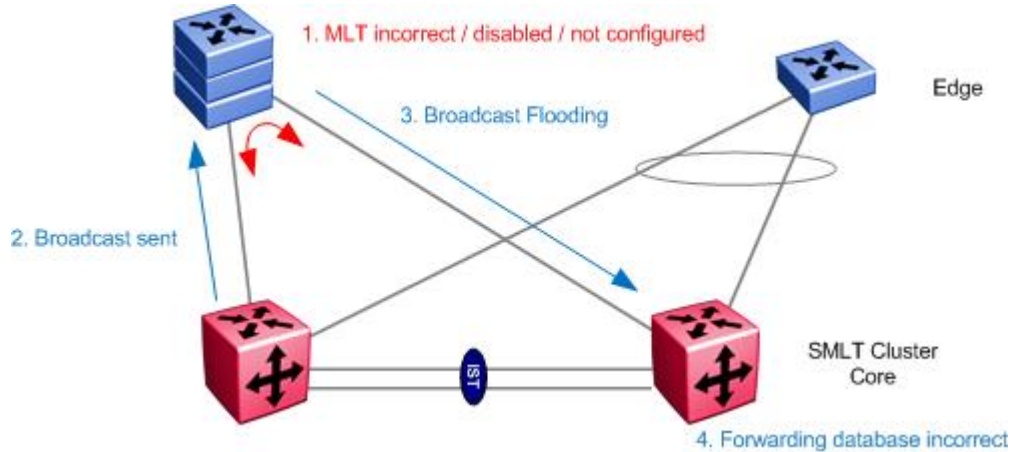 1. MLT incorrect / disabled / not configured
Edge
3. Broadcast Flooding
2. Broadcast sent
IST
SMLT Cluster
Core
4. Forwarding database incorrect